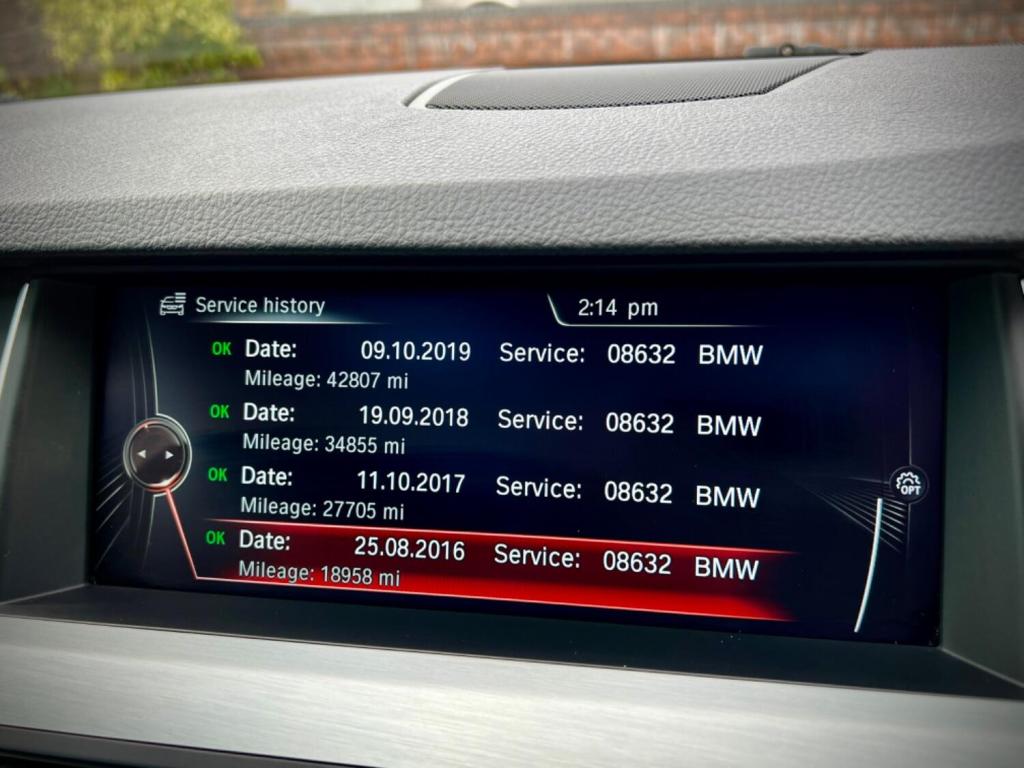 Service history 2:14 pm
OK Date: 09.10.2019 Service: 08632 BMW
Mileage: 42807 mi
OK Date: 19.09.2018 Service: 08632 BMW
Mileage: 34855 mi
OK Date: 11.10.2017 Service: 08632 BMW
Mileage: 27705 mi
OK Date: 25.08.2016 Service: 08632 BMW
Mileage: 18958 mi
OPT